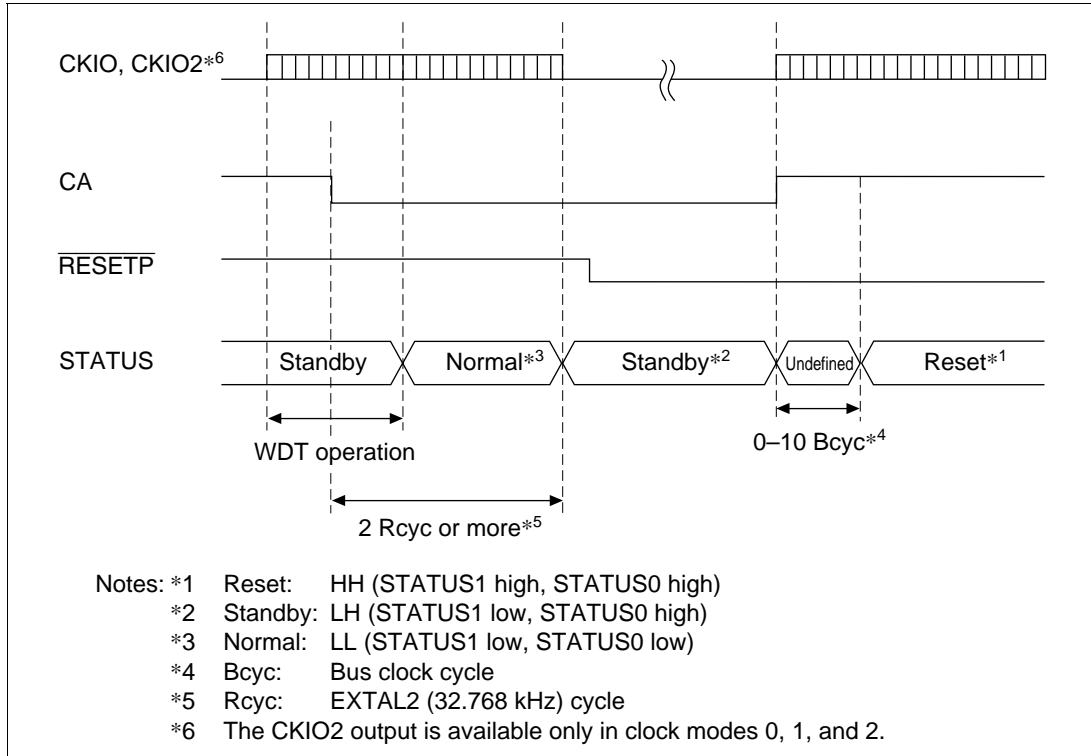 CKIO, CKIO2*6
CA
RESETP
STATUS
Standby Normal*3 Standby*2 Undefined Reset*1
WDT operation
0–10 Bcyc*4
2 Rcyc or more*5
Notes: *1 Reset: HH (STATUS1 high, STATUS0 high)
*2 Standby: LH (STATUS1 low, STATUS0 high)
*3 Normal: LL (STATUS1 low, STATUS0 low)
*4 Bcyc: Bus clock cycle
*5 Rcyc: EXTAL2 (32.768 kHz) cycle
*6 The CKIO2 output is available only in clock modes 0, 1, and 2.